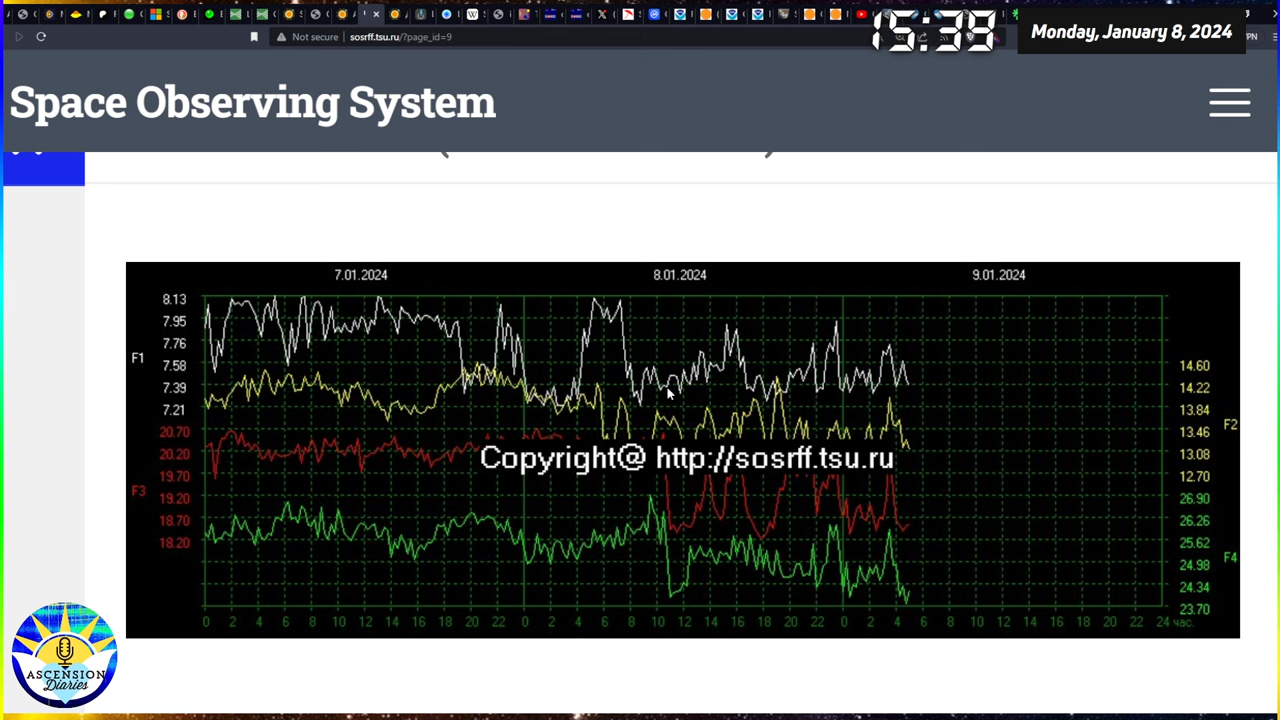 15:39
Monday, January 8, 2024
Not secure sosrff.tsu.ru/?page_id=9
VPN
Space Observing System
7.01.2024 8.01.2024 9.01.2024
8.13
7.95
7.76
F1 7.58
7.39
7.21
14.60
14.22
13.84
F2
13.46
13.08
12.70
20.70
20.20
19.70
F3
19.20
18.70
18.20
Copyright@ http://sosrff.tsu.ru
26.90
26.26
25.62
F4
24.98
24.34
23.70
0 2 4 6 8 10 12 14 16 18 20 22 0 2 4 6 8 10 12 14 16 18 20 22 0 2 4 6 8 10 12 14 16 18 20 22 24 час.
ASCENSION
Diaries